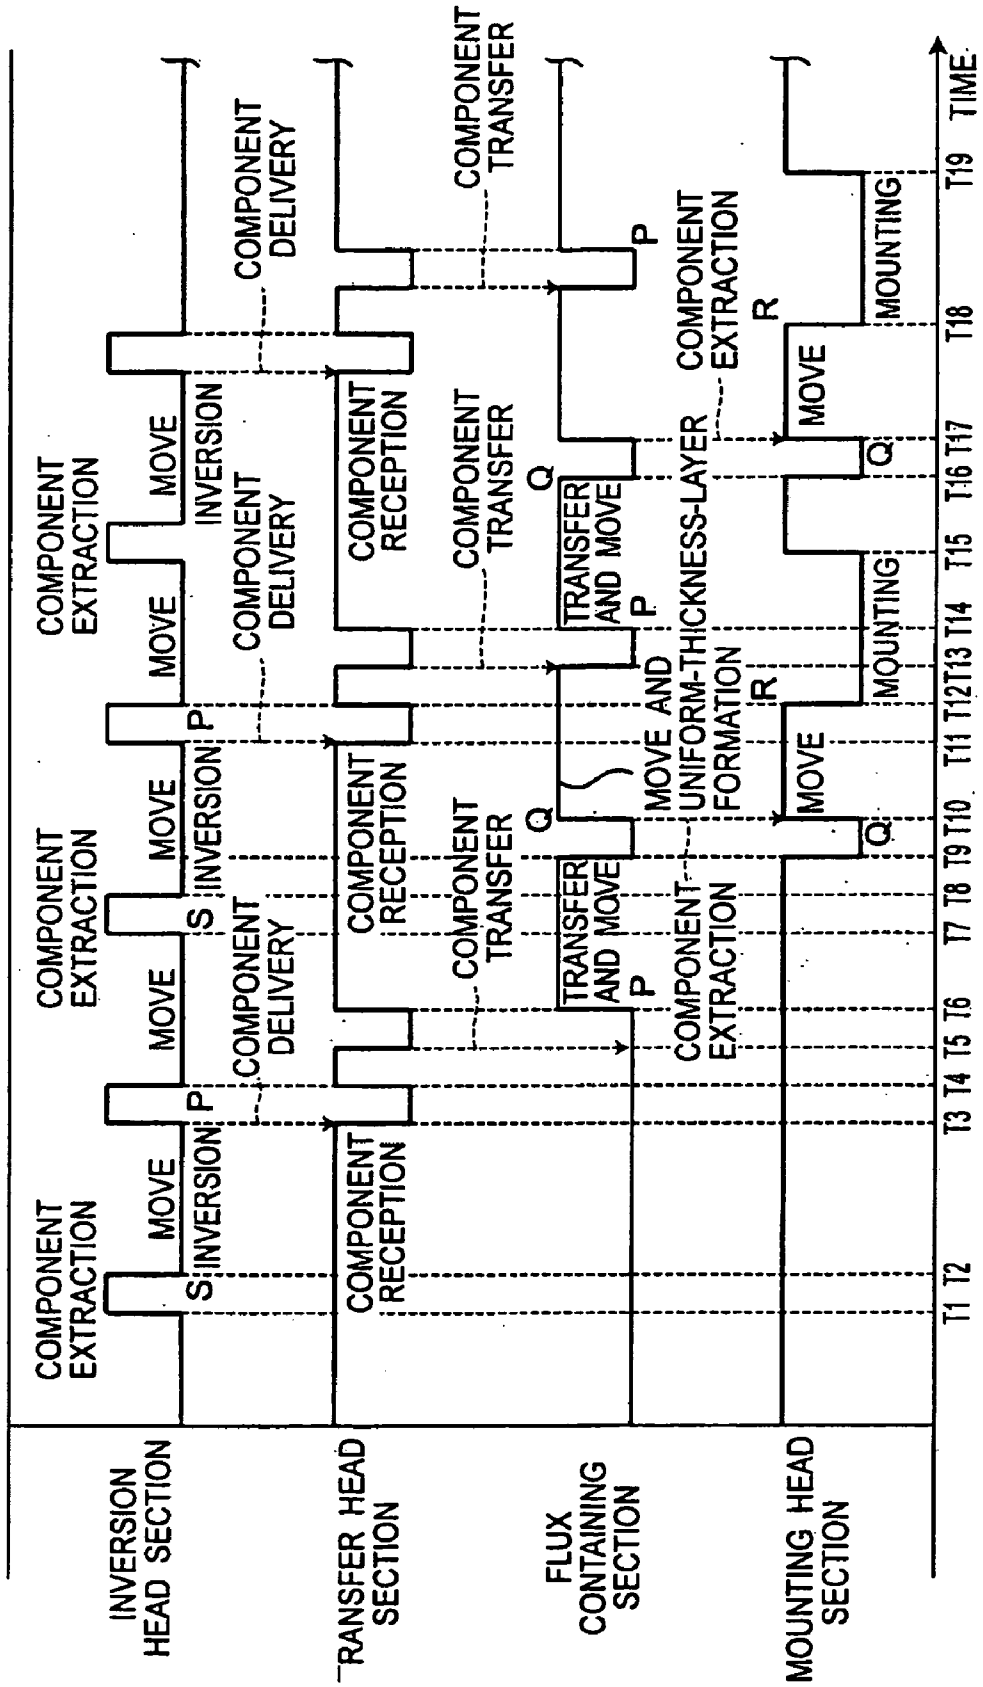 INVERSION
HEAD SECTION
COMPONENT
EXTRACTION
COMPONENT
EXTRACTION
COMPONENT
EXTRACTION
MOVE
MOVE
MOVE
MOVE
MOVE
S
INVERSION
P
S
INVERSION
P
INVERSION
COMPONENT
DELIVERY
COMPONENT
DELIVERY
COMPONENT
DELIVERY
TRANSFER HEAD
SECTION
COMPONENT
RECEPTION
COMPONENT
RECEPTION
COMPONENT
RECEPTION
COMPONENT
TRANSFER
COMPONENT
TRANSFER
COMPONENT
TRANSFER
FLUX
CONTAINING
SECTION
TRANSFER
AND MOVE
P
Q
MOVE AND
UNIFORM-THICKNESS-LAYER
FORMATION
TRANSFER
AND MOVE
P
Q
P
COMPONENT
EXTRACTION
COMPONENT
EXTRACTION
MOUNTING HEAD
SECTION
Q
MOVE
R
MOUNTING
Q
MOVE
R
MOUNTING
T1
T2
T3
T4
T5
T6
T7
T8
T9
T10
T11
T12
T13
T14
T15
T16
T17
T18
T19
TIME